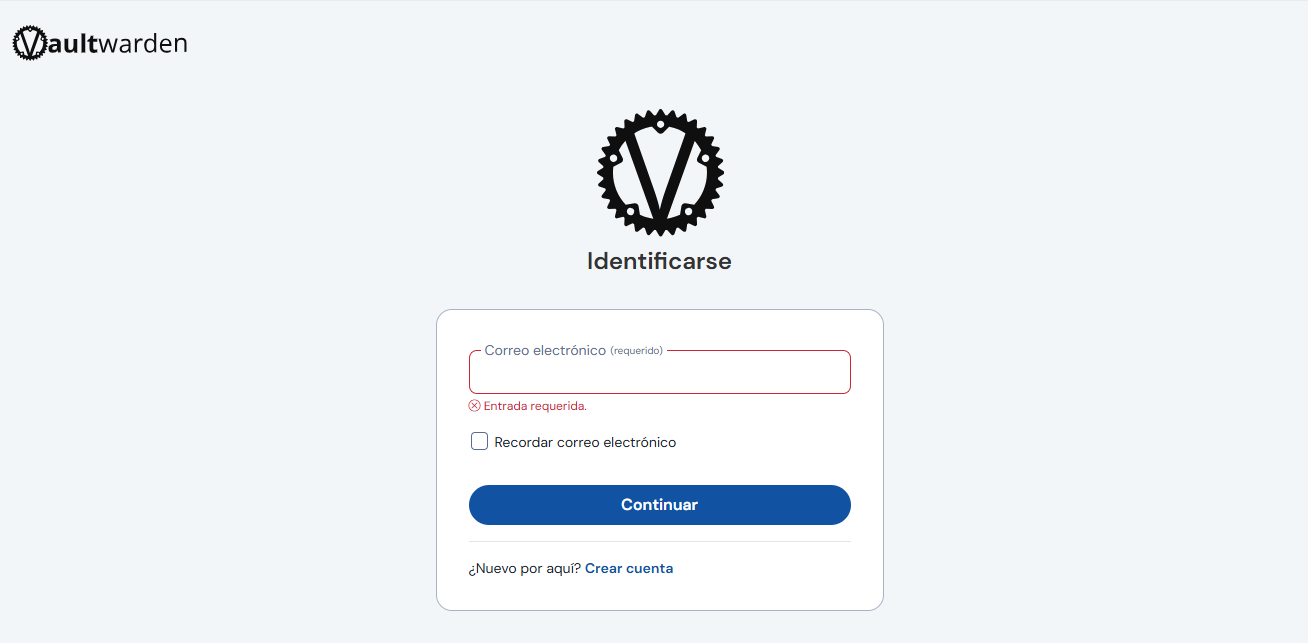 Vaultwarden
Identificarse
Correo electrónico (requerido)
Entrada requerida.
Recordar correo electrónico
Continuar
¿Nuevo por aquí? Crear cuenta